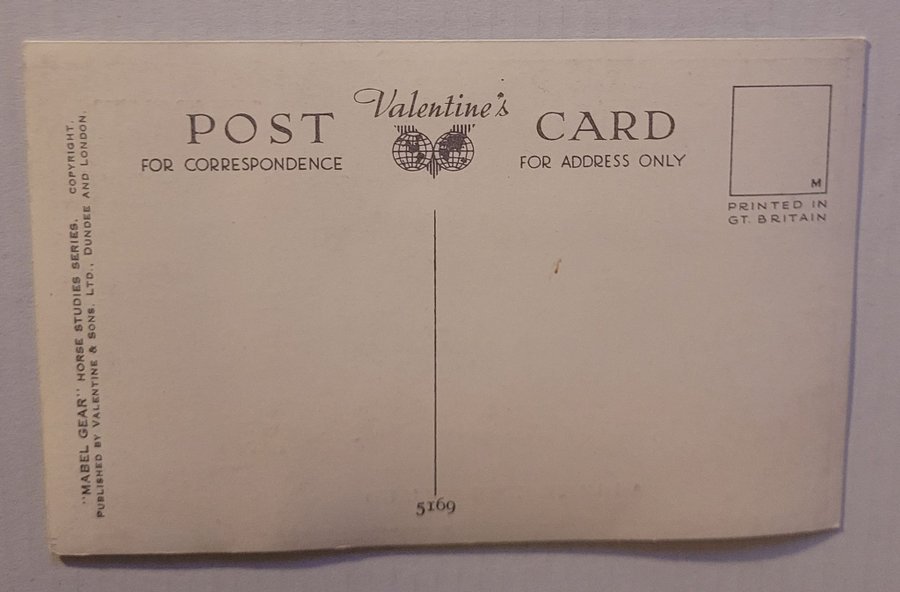 Valentine's
POST CARD
FOR CORRESPONDENCE
FOR ADDRESS ONLY
M
PRINTED IN
GT. BRITAIN
"MABEL GEAR" HORSE STUDIES SERIES. COPYRIGHT.
PUBLISHED BY VALENTINE & SONS, LTD., DUNDEE AND LONDON.
5169